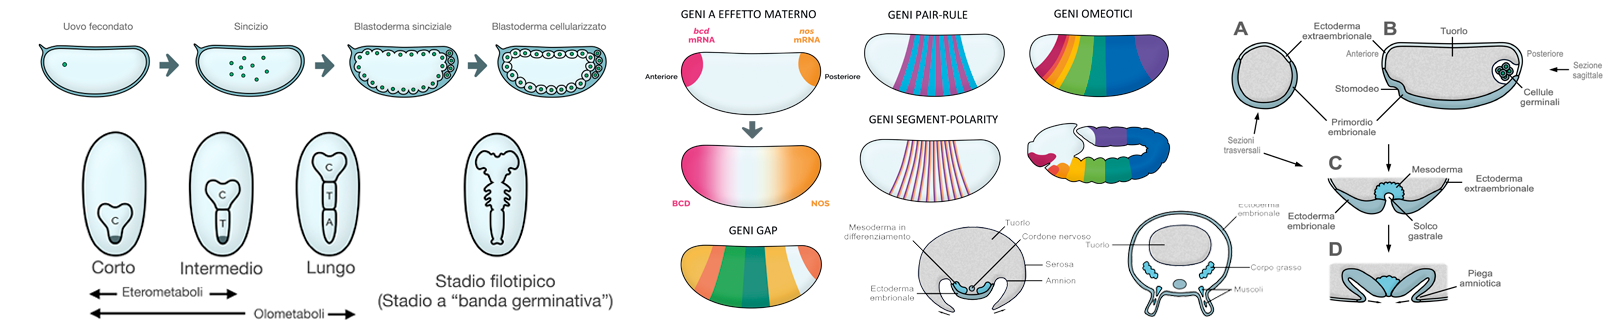 Uovo fecondato
Sincizio
Blastoderma sinciziale
Blastoderma cellularizzato
C
C
T
C
T
A
Corto
Intermedio
Lungo
Eterometaboli
Olometaboli
Stadio filotipico
(Stadio a “banda germinativa”)
GENI A EFFETTO MATERNO
bcd
mRNA
nos
mRNA
Anteriore
Posteriore
BCD
NOS
GENI GAP
GENI PAIR-RULE
GENI SEGMENT-POLARITY
GENI OMEOTICI
Mesoderma in
differenziamento
Tuorlo
Cordone nervoso
Serosa
Amnion
Ectoderma
embrionale
Ectoderma
embrionale
Tuorlo
Corpo grasso
Muscoli
A
Ectoderma
extraembrionale
B
Tuorlo
Anteriore
Posteriore
Sezione
sagittale
Stomodeo
Cellule
germinali
Primordio
embrionale
Sezioni
trasversali
C
Mesoderma
Ectoderma
extraembrionale
Ectoderma
embrionale
Solco
gastrale
D
Piega
amniotica